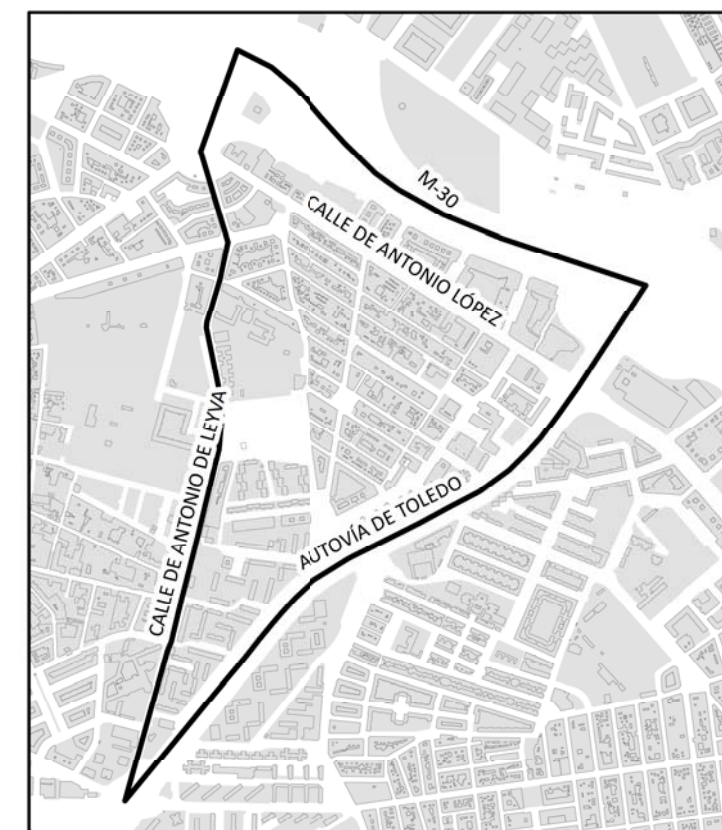 M-30
CALLE DE ANTONIO LÓPEZ
CALLE DE ANTONIO DE LEYVA
AUTOVÍA DE TOLEDO